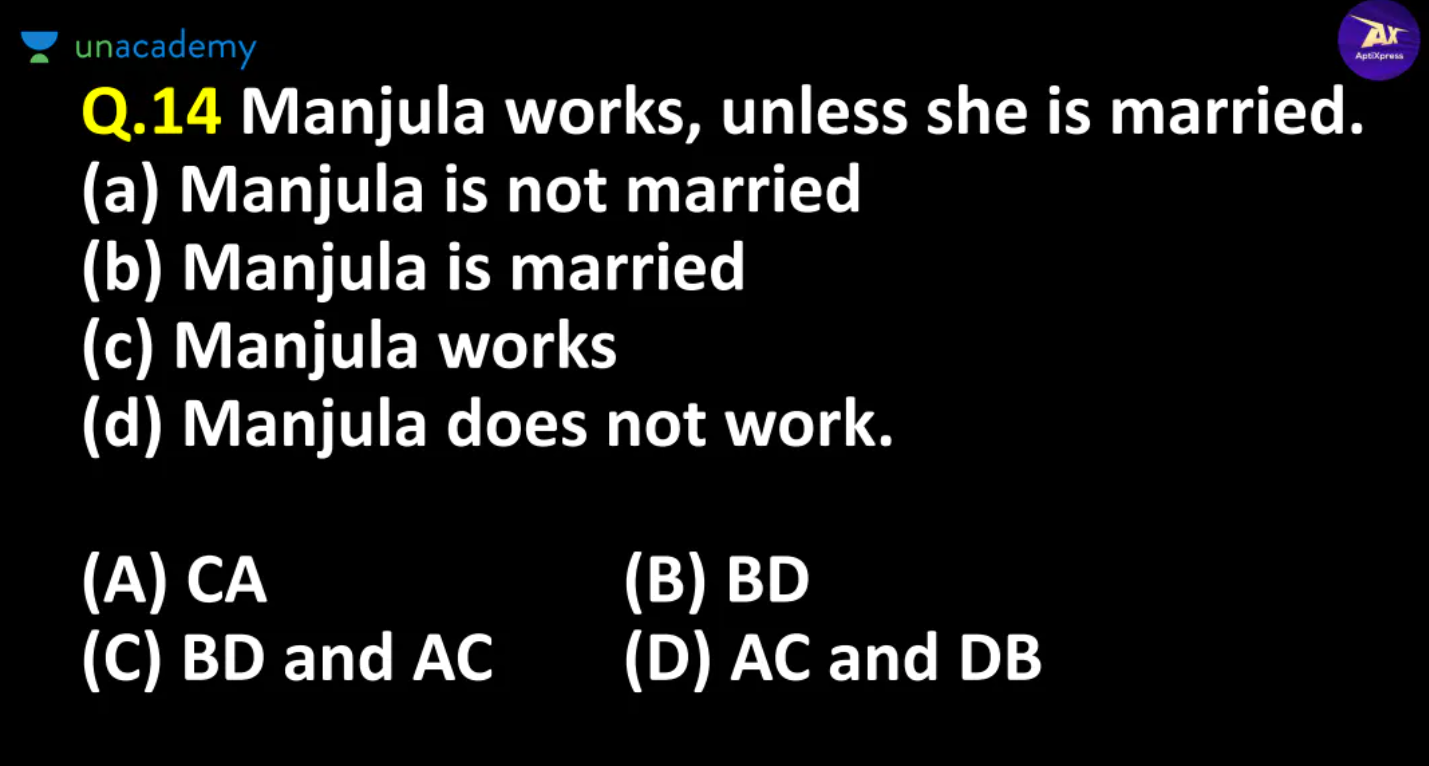 unacademy
AX
AptiXpress
Q.14 Manjula works, unless she is married.
(a) Manjula is not married
(b) Manjula is married
(c) Manjula works
(d) Manjula does not work.
(A) CA (B) BD
(C) BD and AC (D) AC and DB